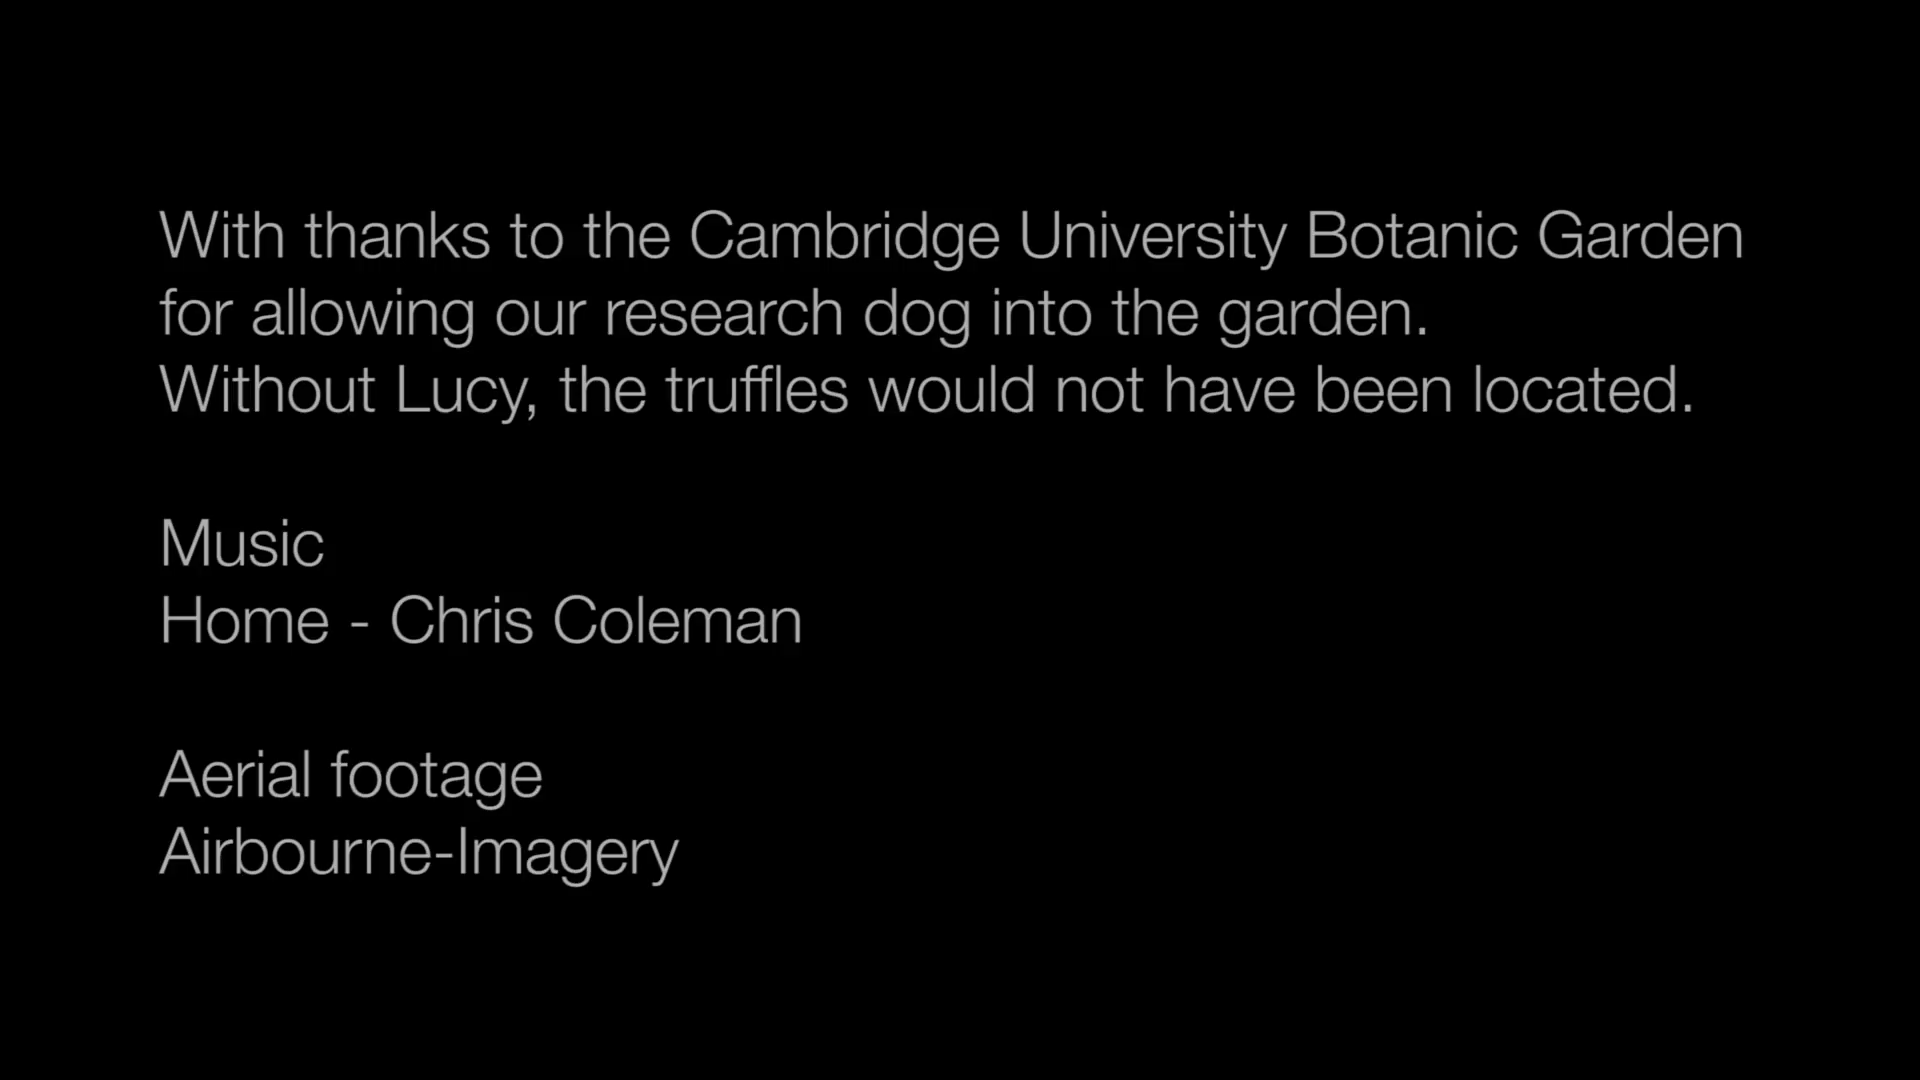 With thanks to the Cambridge University Botanic Garden
for allowing our research dog into the garden.
Without Lucy, the truffles would not have been located.
Music
Home - Chris Coleman
Aerial footage
Airbourne-Imagery